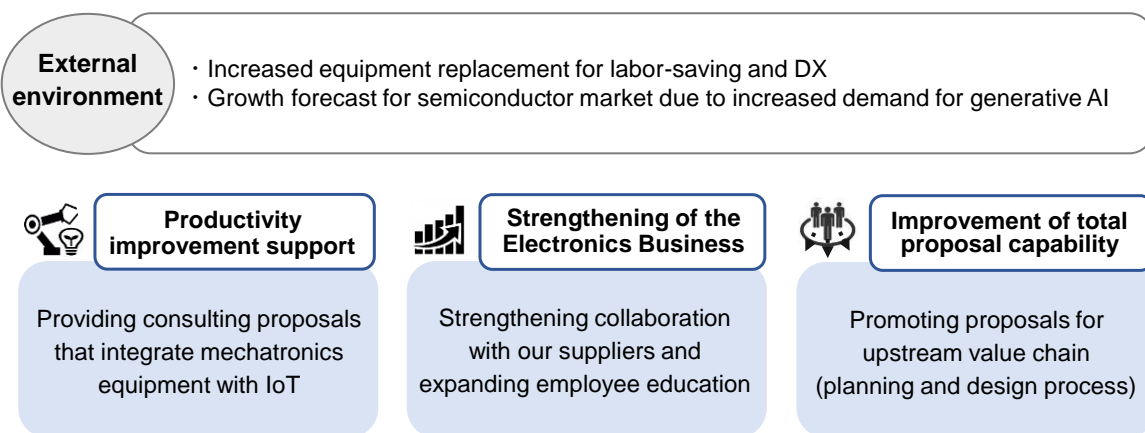 External
environment
・Increased equipment replacement for labor-saving and DX
・Growth forecast for semiconductor market due to increased demand for generative AI
Productivity
improvement support
Providing consulting proposals
that integrate mechatronics
equipment with IoT
Strengthening of the
Electronics Business
Strengthening collaboration
with our suppliers and
expanding employee education
Improvement of total
proposal capability
Promoting proposals for
upstream value chain
(planning and design process)